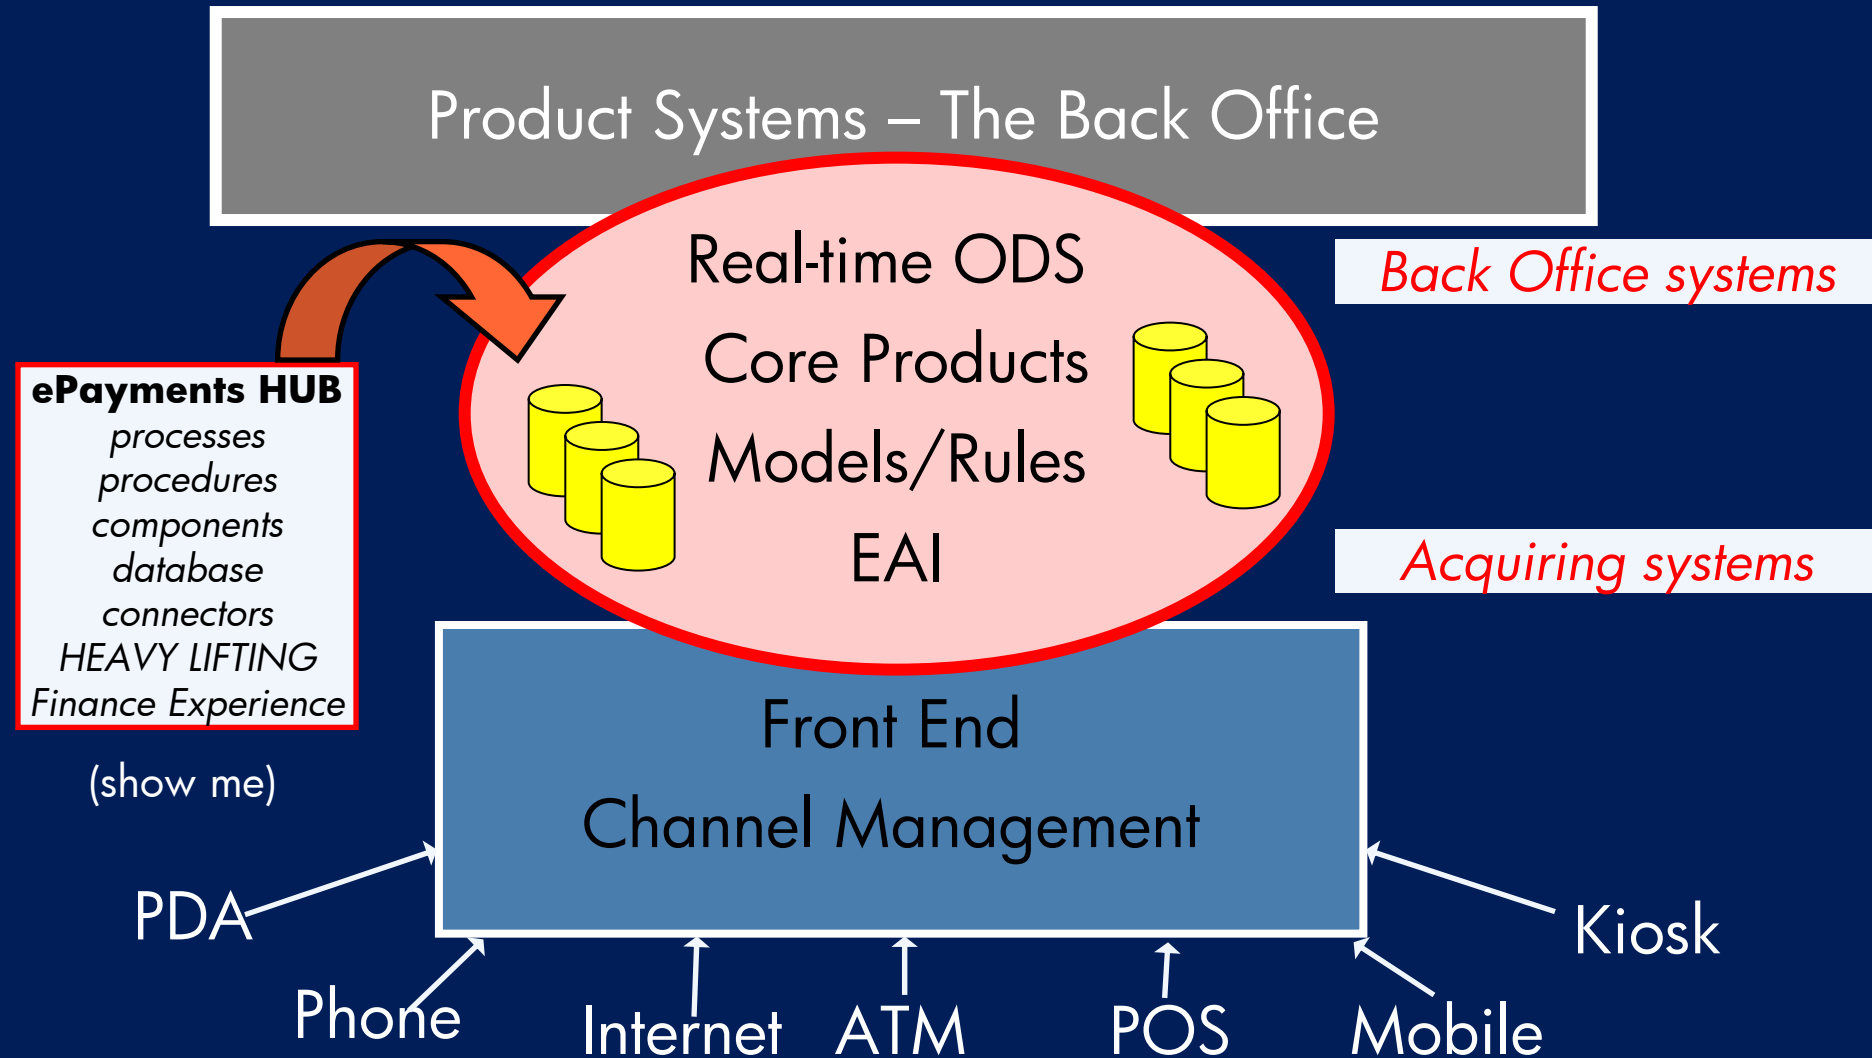 Product Systems – The Back Office
Real-time ODS
Core Products
Models/Rules
EAI
Back Office systems
Acquiring systems
ePayments HUB
processes
procedures
components
database
connectors
HEAVY LIFTING
Finance Experience
(show me)
Front End
Channel Management
PDA
Phone
Internet
ATM
POS
Mobile
Kiosk